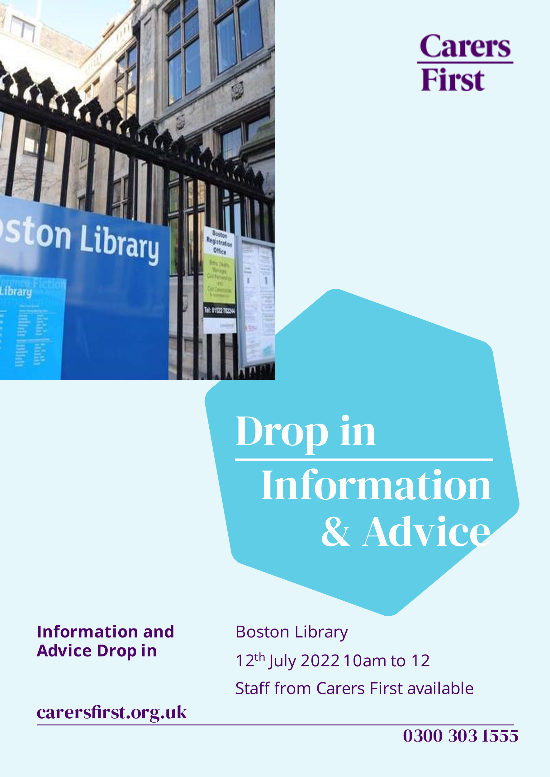 Carers
First
oston Library
Library
Boston
Registration
Office
Tel: 01522 782244
Drop in
Information
& Advice
Information and
Advice Drop in
Boston Library
12th July 2022 10am to 12
Staff from Carers First available
carersfirst.org.uk
0300 303 1555